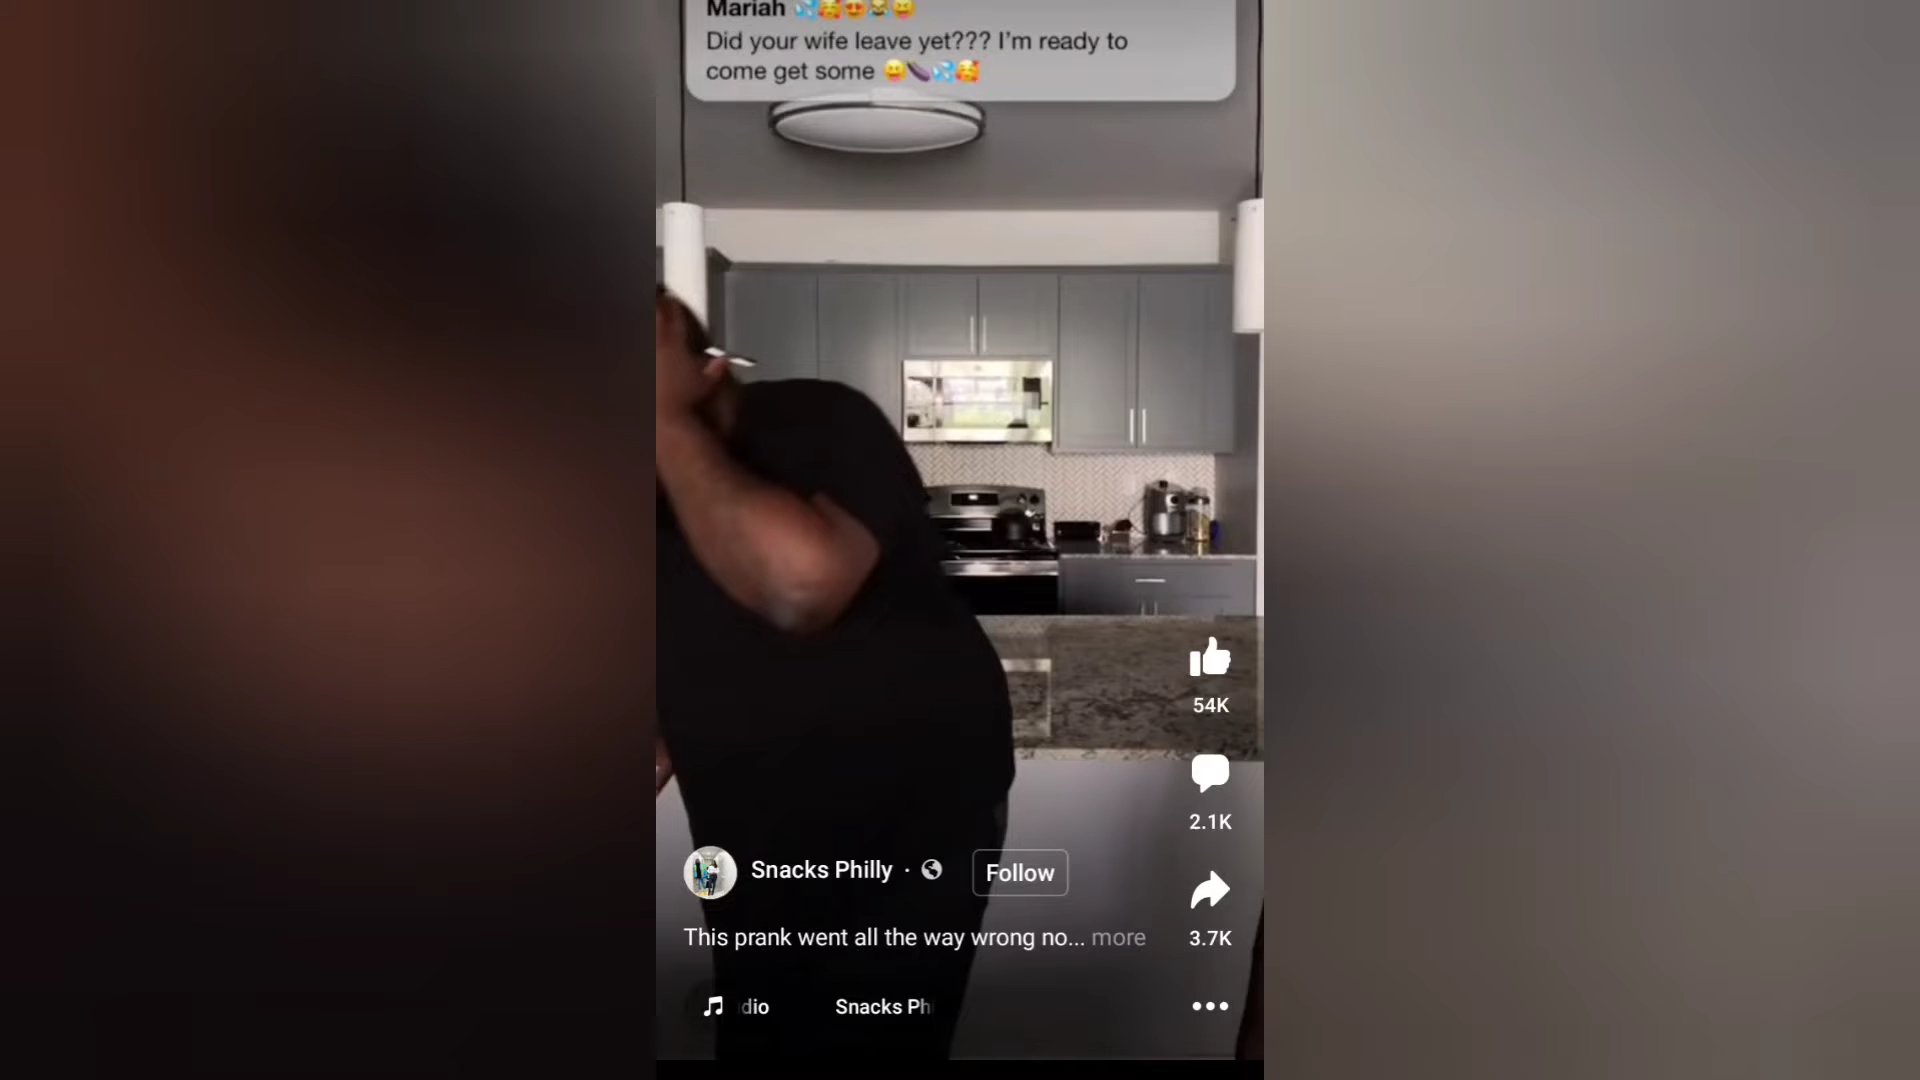 Mariah 💦🥰😍😹😝
Did your wife leave yet??? I’m ready to
come get some 😛🍆💦🥰
54K
2.1K
Snacks Philly ·
Follow
This prank went all the way wrong no... more
3.7K
dio Snacks Ph